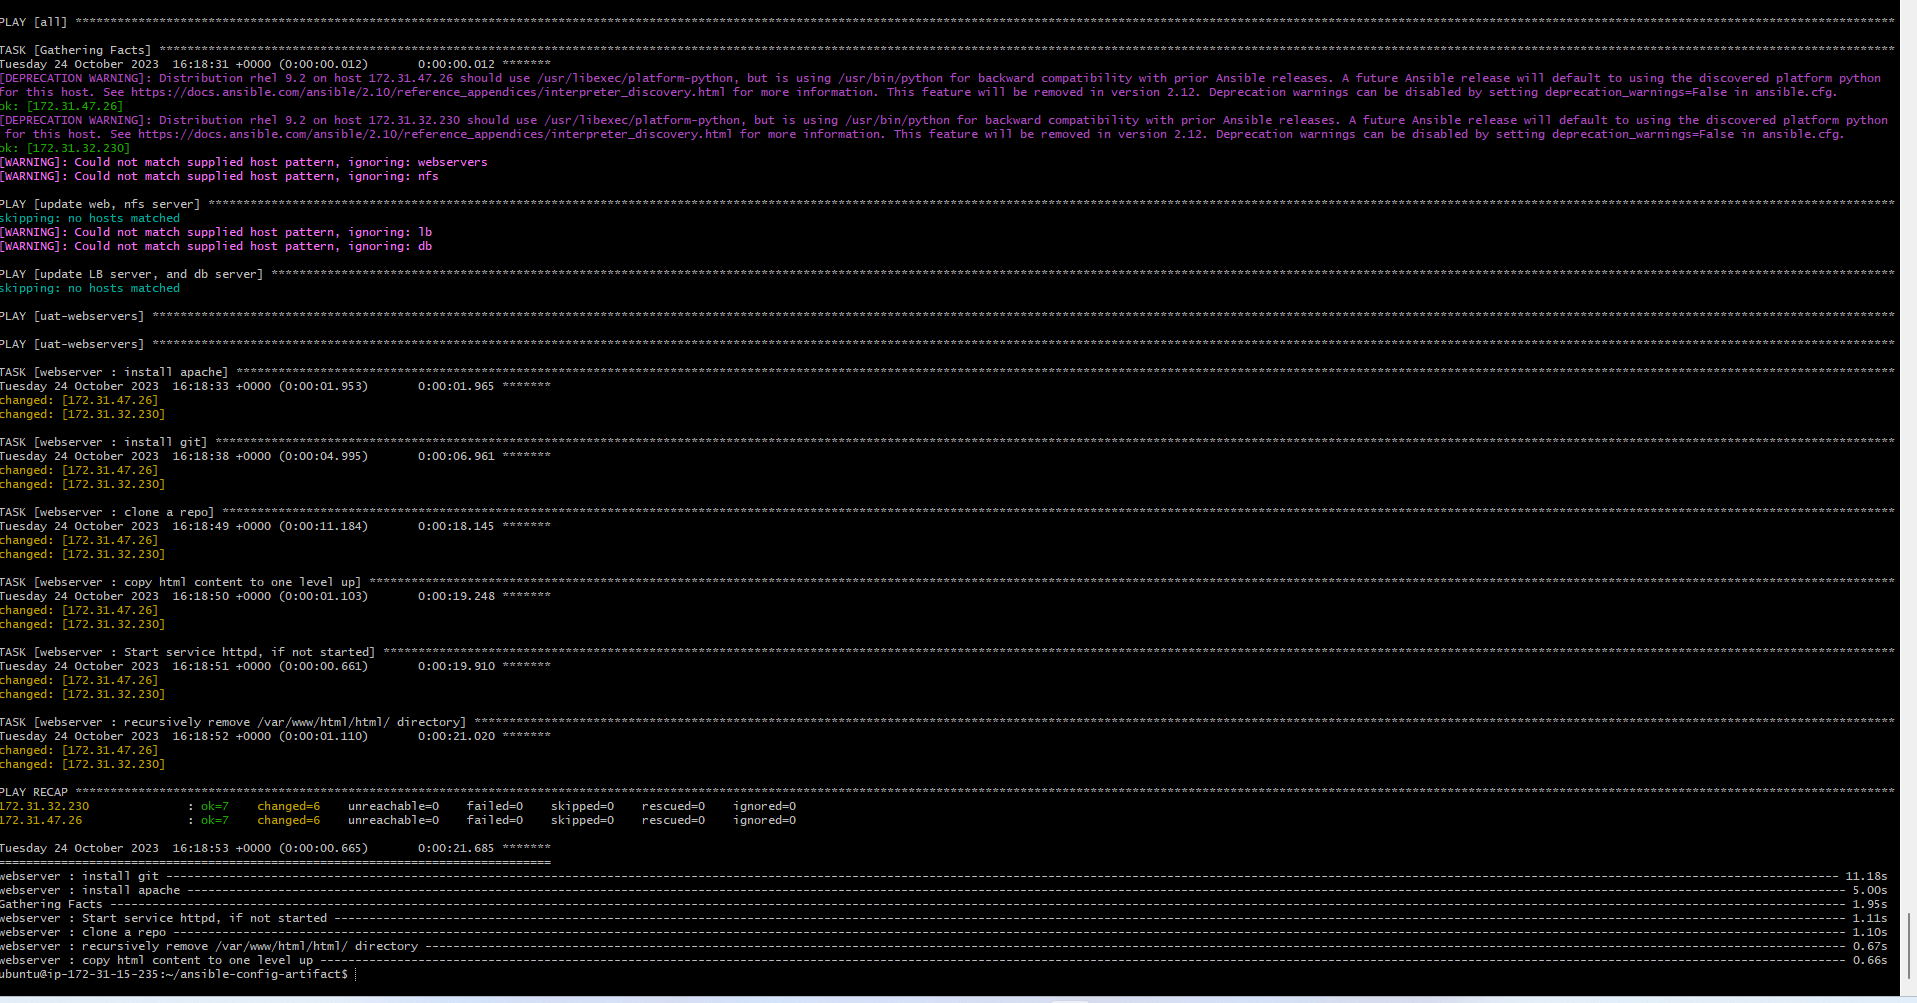 PLAY [all] ****************************************************************
TASK [Gathering Facts] ****************************************************************
Tuesday 24 October 2023  16:18:31 +0000 (0:00:00.012)       0:00:00.012 *******
[DEPRECATION WARNING]: Distribution rhel 9.2 on host 172.31.47.26 should use /usr/libexec/platform-python, but is using /usr/bin/python for backward compatibility with prior Ansible releases. A future Ansible release will default to using the discovered platform python
for this host. See https://docs.ansible.com/ansible/2.10/reference_appendices/interpreter_discovery.html for more information. This feature will be removed in version 2.12. Deprecation warnings can be disabled by setting deprecation_warnings=False in ansible.cfg.
ok: [172.31.47.26]
[DEPRECATION WARNING]: Distribution rhel 9.2 on host 172.31.32.230 should use /usr/libexec/platform-python, but is using /usr/bin/python for backward compatibility with prior Ansible releases. A future Ansible release will default to using the discovered platform python
for this host. See https://docs.ansible.com/ansible/2.10/reference_appendices/interpreter_discovery.html for more information. This feature will be removed in version 2.12. Deprecation warnings can be disabled by setting deprecation_warnings=False in ansible.cfg.
ok: [172.31.32.230]
[WARNING]: Could not match supplied host pattern, ignoring: webservers
[WARNING]: Could not match supplied host pattern, ignoring: nfs
PLAY [update web, nfs server] ****************************************************************
skipping: no hosts matched
[WARNING]: Could not match supplied host pattern, ignoring: lb
[WARNING]: Could not match supplied host pattern, ignoring: db
PLAY [update LB server, and db server] ****************************************************************
skipping: no hosts matched
PLAY [uat-webservers] ****************************************************************
PLAY [uat-webservers] ****************************************************************
TASK [webserver : install apache] ****************************************************************
Tuesday 24 October 2023  16:18:33 +0000 (0:00:01.953)       0:00:01.965 *******
changed: [172.31.47.26]
changed: [172.31.32.230]
TASK [webserver : install git] ****************************************************************
Tuesday 24 October 2023  16:18:38 +0000 (0:00:04.995)       0:00:06.961 *******
changed: [172.31.47.26]
changed: [172.31.32.230]
TASK [webserver : clone a repo] ****************************************************************
Tuesday 24 October 2023  16:18:49 +0000 (0:00:11.184)       0:00:18.145 *******
changed: [172.31.47.26]
changed: [172.31.32.230]
TASK [webserver : copy html content to one level up] ****************************************************************
Tuesday 24 October 2023  16:18:50 +0000 (0:00:01.103)       0:00:19.248 *******
changed: [172.31.47.26]
changed: [172.31.32.230]
TASK [webserver : Start service httpd, if not started] ****************************************************************
Tuesday 24 October 2023  16:18:51 +0000 (0:00:00.661)       0:00:19.910 *******
changed: [172.31.47.26]
changed: [172.31.32.230]
TASK [webserver : recursively remove /var/www/html/html/ directory] ****************************************************************
Tuesday 24 October 2023  16:18:52 +0000 (0:00:01.110)       0:00:21.020 *******
changed: [172.31.47.26]
changed: [172.31.32.230]
PLAY RECAP ****************************************************************
172.31.32.230              : ok=7    changed=6    unreachable=0    failed=0    skipped=0    rescued=0    ignored=0
172.31.47.26               : ok=7    changed=6    unreachable=0    failed=0    skipped=0    rescued=0    ignored=0
Tuesday 24 October 2023  16:18:53 +0000 (0:00:00.665)       0:00:21.685 *******
===============================================================================
webserver : install git ---------------------------------------------------------------- 11.18s
webserver : install apache ---------------------------------------------------------------- 5.00s
Gathering Facts ---------------------------------------------------------------- 1.95s
webserver : Start service httpd, if not started ---------------------------------------------------------------- 1.11s
webserver : clone a repo ---------------------------------------------------------------- 1.10s
webserver : recursively remove /var/www/html/html/ directory ---------------------------------------------------------------- 0.67s
webserver : copy html content to one level up ---------------------------------------------------------------- 0.66s
ubuntu@ip-172-31-15-235:~/ansible-config-artifact$